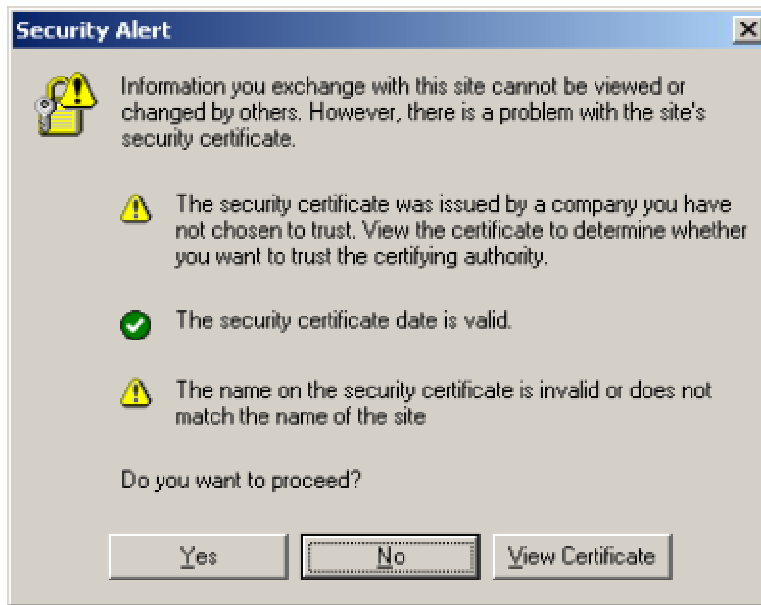 Security Alert
Information you exchange with this site cannot be viewed or
changed by others. However, there is a problem with the site's
security certificate.
The security certificate was issued by a company you have
not chosen to trust. View the certificate to determine whether
you want to trust the certifying authority.
The security certificate date is valid.
The name on the security certificate is invalid or does not
match the name of the site
Do you want to proceed?
Yes No View Certificate